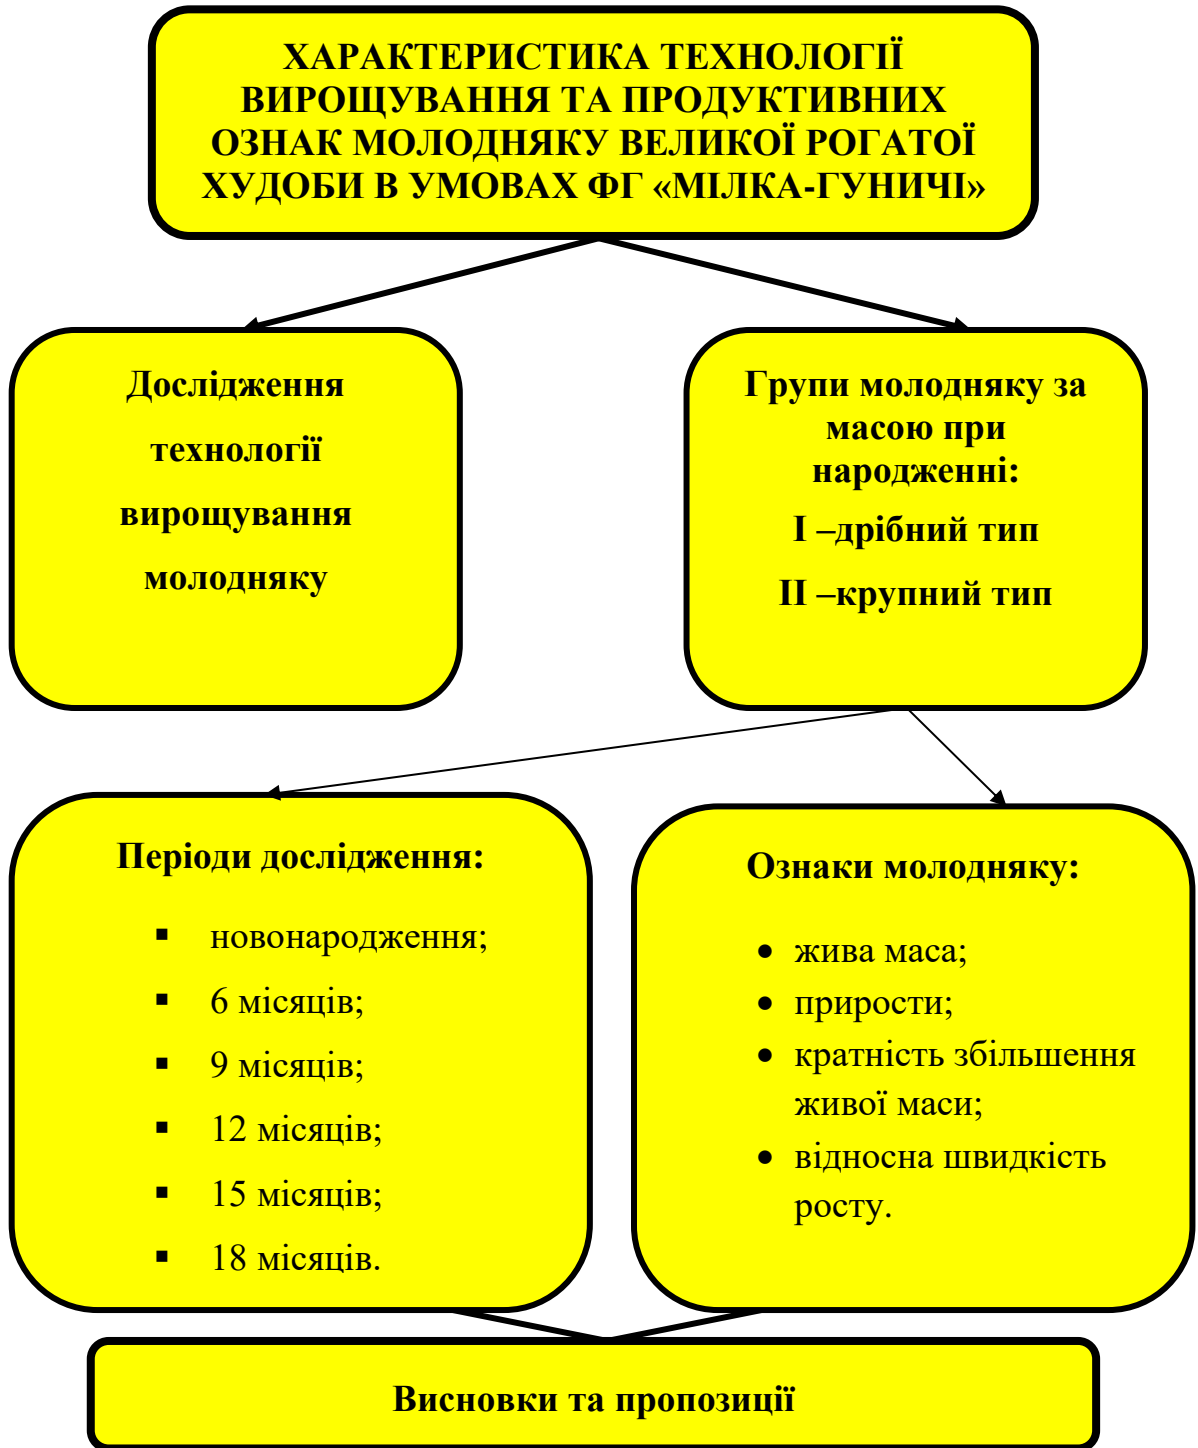 ХАРАКТЕРИСТИКА ТЕХНОЛОГІЇ
ВИРОЩУВАННЯ ТА ПРОДУКТИВНИХ
ОЗНАК МОЛОДНЯКУ ВЕЛИКОЇ РОГАТОЇ
ХУДОБИ В УМОВАХ ФГ «МІЛКА-ГУНИЧІ»
Дослідження
технології
вирощування
молодняку
Групи молодняку за
масою при
народженні:
І –дрібний тип
ІІ –крупний тип
Періоди дослідження:
▪ новонародження;
▪ 6 місяців;
▪ 9 місяців;
▪ 12 місяців;
▪ 15 місяців;
▪ 18 місяців.
Ознаки молодняку:
• жива маса;
• прирости;
• кратність збільшення
живої маси;
• відносна швидкість
росту.
Висновки та пропозиції